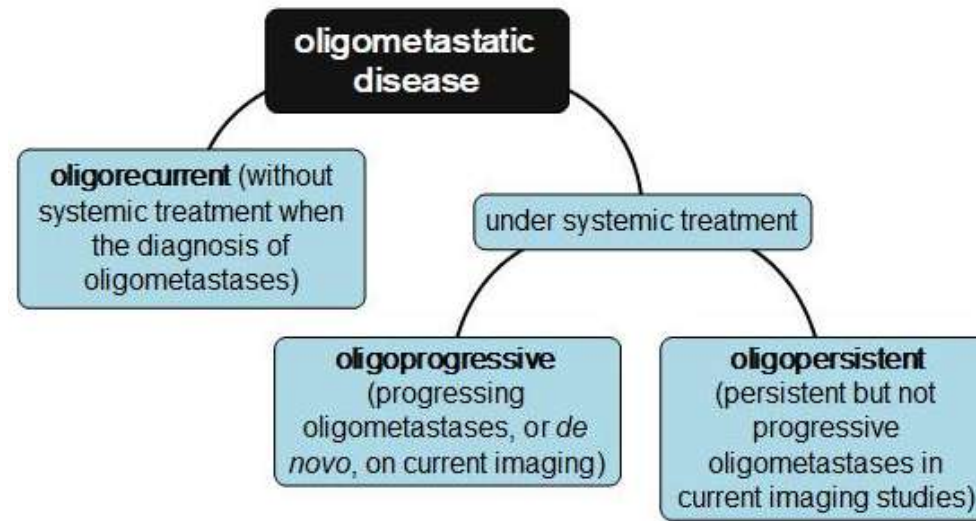 oligometastatic
disease
oligorecurrent (without
systemic treatment when
the diagnosis of
oligometastases)
under systemic treatment
oligoprogressive
(progressing
oligometastases, or de
novo, on current imaging)
oligopersistent
(persistent but not
progressive
oligometastases in
current imaging studies)